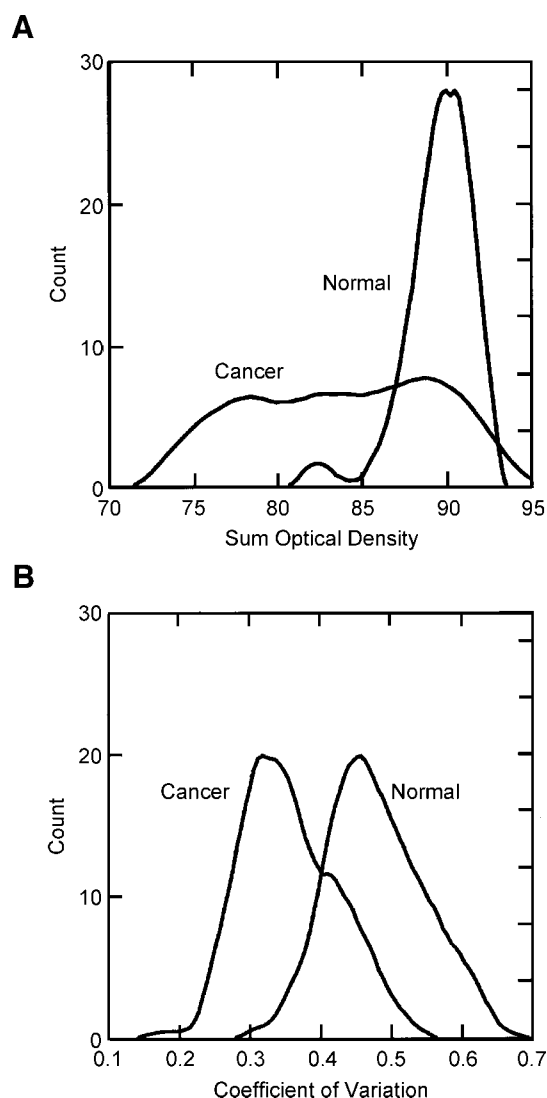 A
30
20
10
0
Count
Normal
Cancer
70 75 80 85 90 95
Sum Optical Density
B
30
20
10
0
Count
Cancer Normal
0.1 0.2 0.3 0.4 0.5 0.6 0.7
Coefficient of Variation